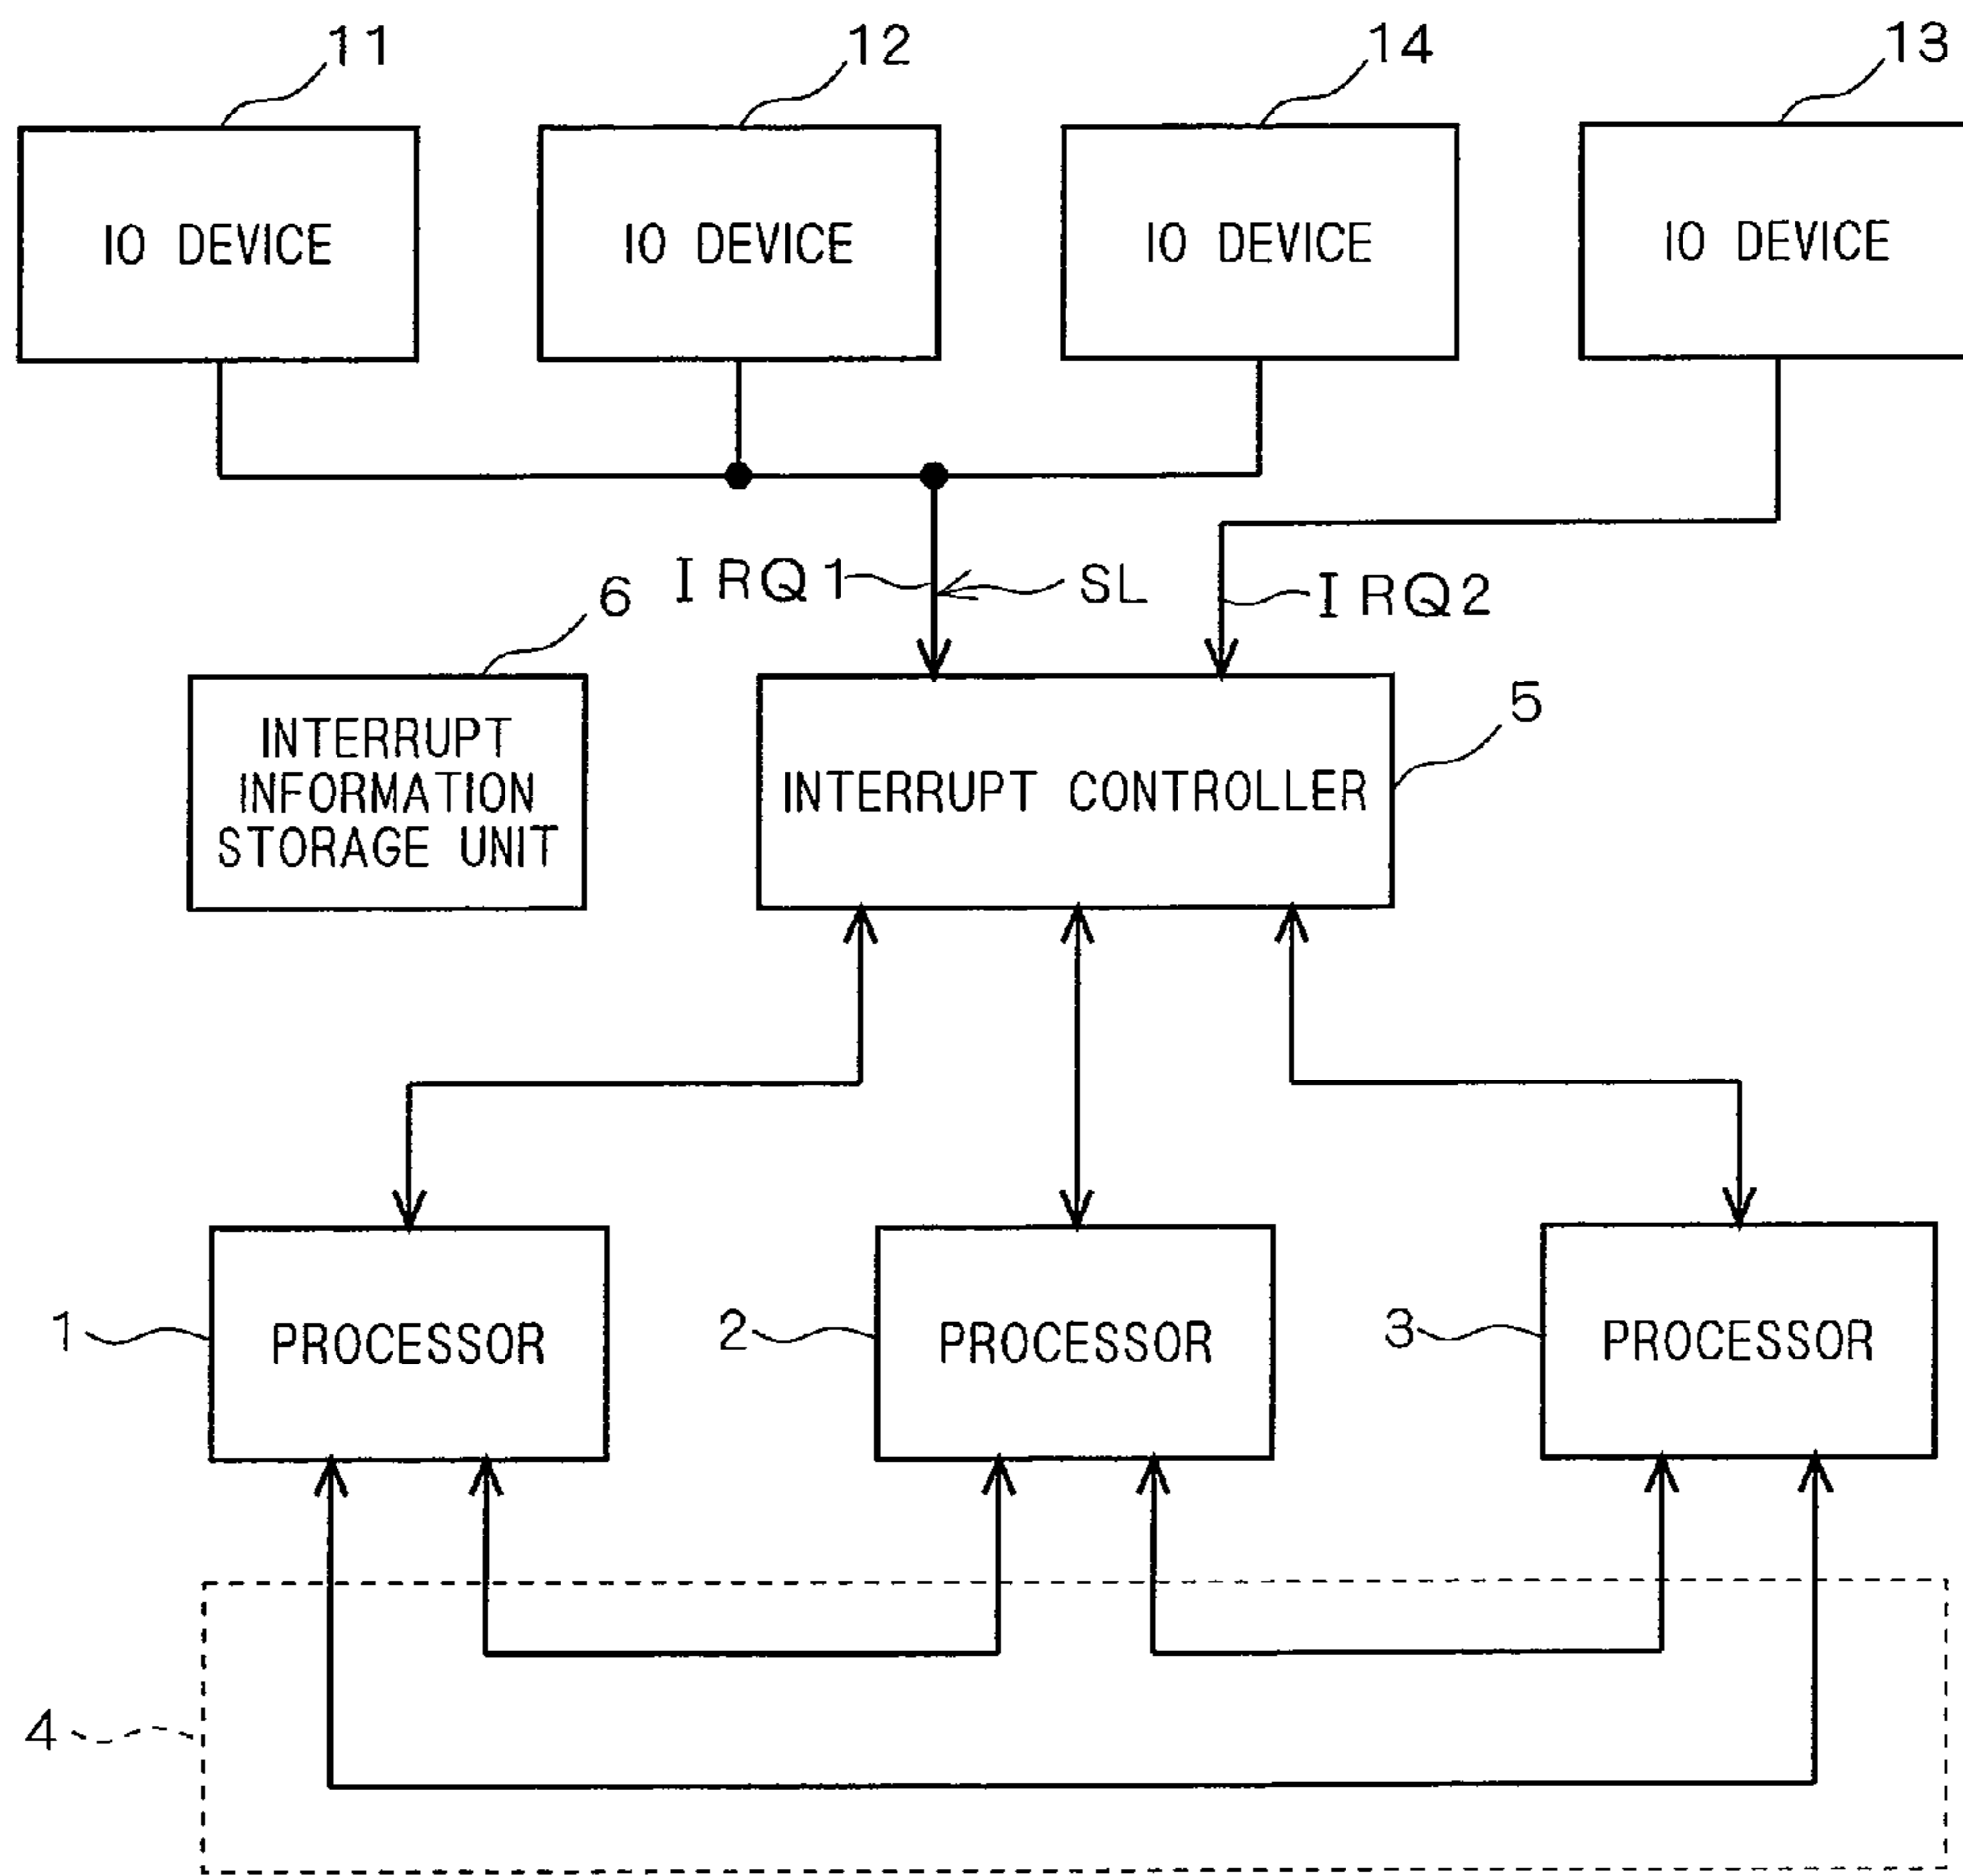 11
12
14
13
IO DEVICE
IO DEVICE
IO DEVICE
IO DEVICE
IRQ1
SL
IRQ2
6
5
INTERRUPT
INFORMATION
STORAGE UNIT
INTERRUPT CONTROLLER
1
PROCESSOR
2
PROCESSOR
3
PROCESSOR
4